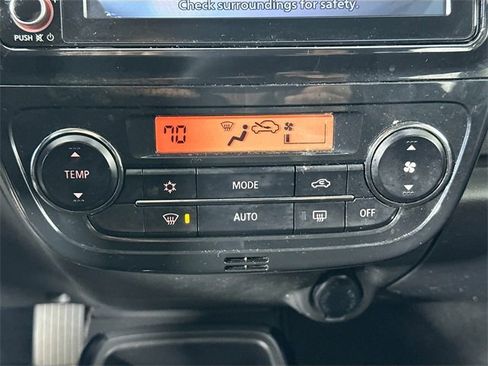 Check surroundings for safety.
PUSH
70
TEMP
MODE
AUTO
OFF